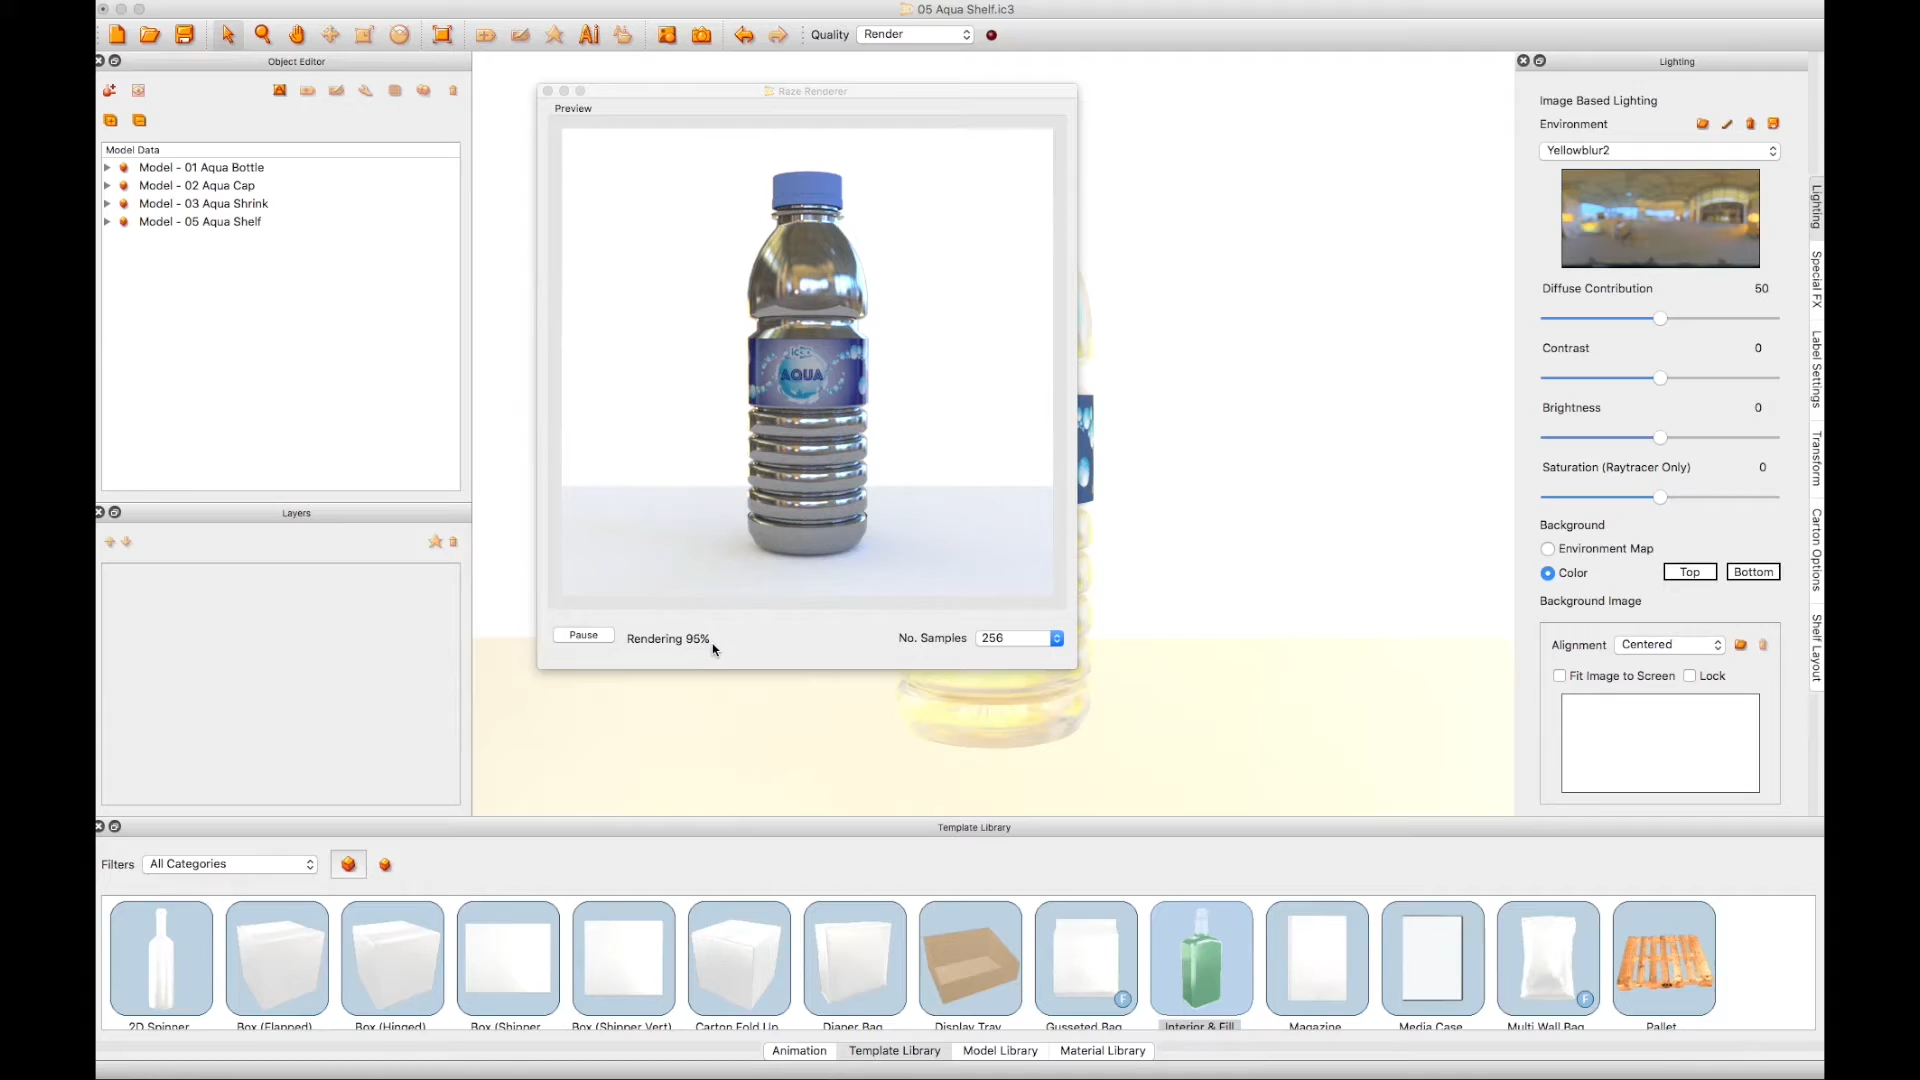 05 Aqua Shelf.ic3
Ai
Quality
Render
Object Editor
Model Data
Model - 01 Aqua Bottle
Model - 02 Aqua Cap
Model - 03 Aqua Shrink
Model - 05 Aqua Shelf
Layers
Raze Renderer
Preview
AQUA
Pause
Rendering 95%
No. Samples
256
Lighting
Image Based Lighting
Environment
Yellowblur2
Diffuse Contribution
50
Contrast
0
Brightness
0
Saturation (Raytracer Only)
0
Background
Environment Map
Color
Top
Bottom
Background Image
Alignment
Centered
Fit Image to Screen
Lock
Lighting
Special FX
Label Settings
Transform
Carton Options
Shelf Layout
Template Library
Filters
All Categories
F
F
2D Spinner
Box (Flapped)
Box (Hinged)
Box (Shipper
Box (Shipper Vert)
Carton Fold Up
Diaper Bag
Display Tray
Gusseted Bag
Interior & Fill
Magazine
Media Case
Multi Wall Bag
Pallet
Animation
Template Library
Model Library
Material Library